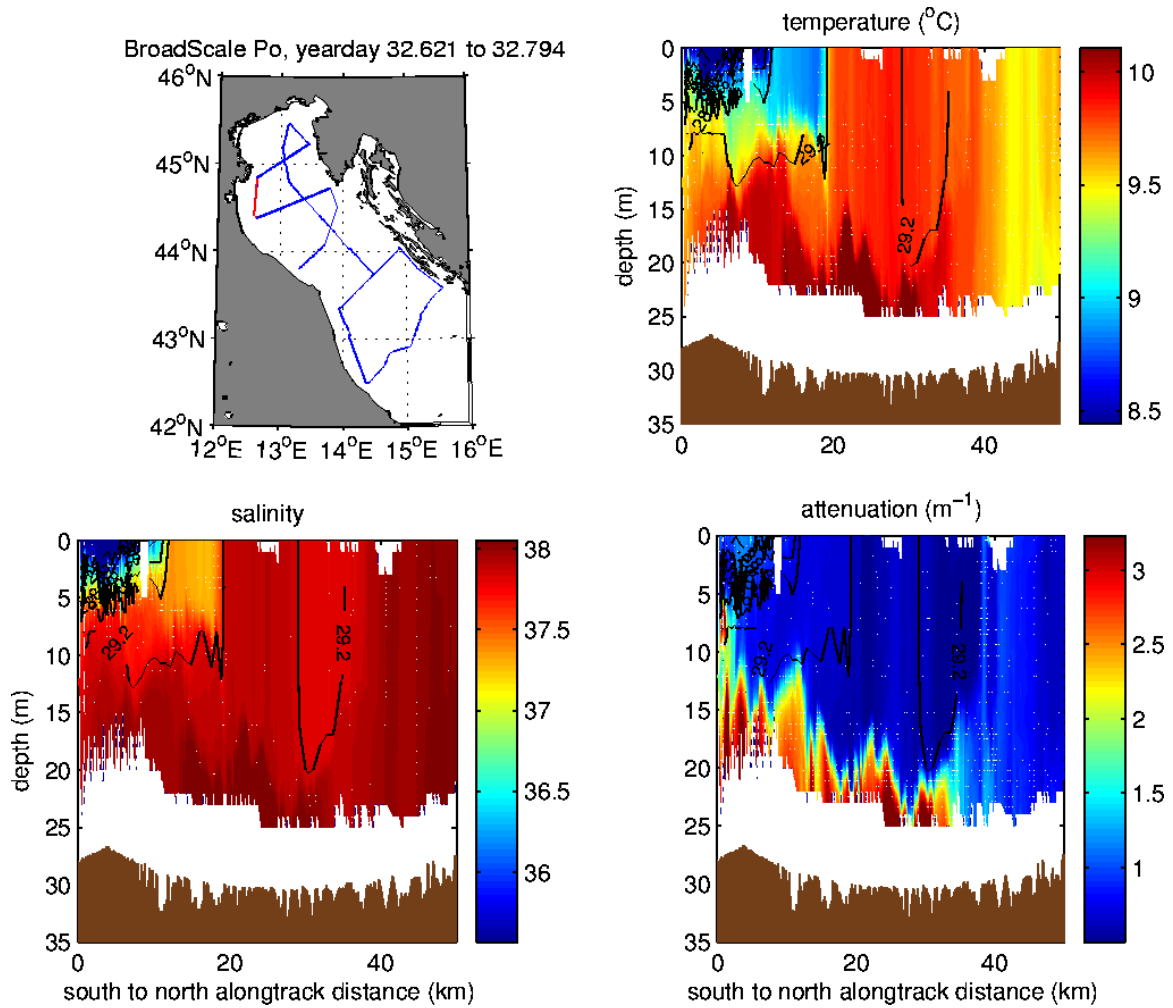 BroadScale Po, yearday 32.621 to 32.794
46°N
45°N
44°N
43°N
42°N
12°E 13°E 14°E 15°E 16°E
temperature (°C)
0
5
10
15
20
25
30
35
depth (m)
0 20 40
29.2
29.2
10
9.5
9
8.5
salinity
0
5
10
15
20
25
30
35
depth (m)
0 20 40
south to north alongtrack distance (km)
29.2
29.2
38
37.5
37
36.5
36
attenuation (m⁻¹)
0
5
10
15
20
25
30
35
0 20 40
south to north alongtrack distance (km)
29.2
29.2
3
2.5
2
1.5
1